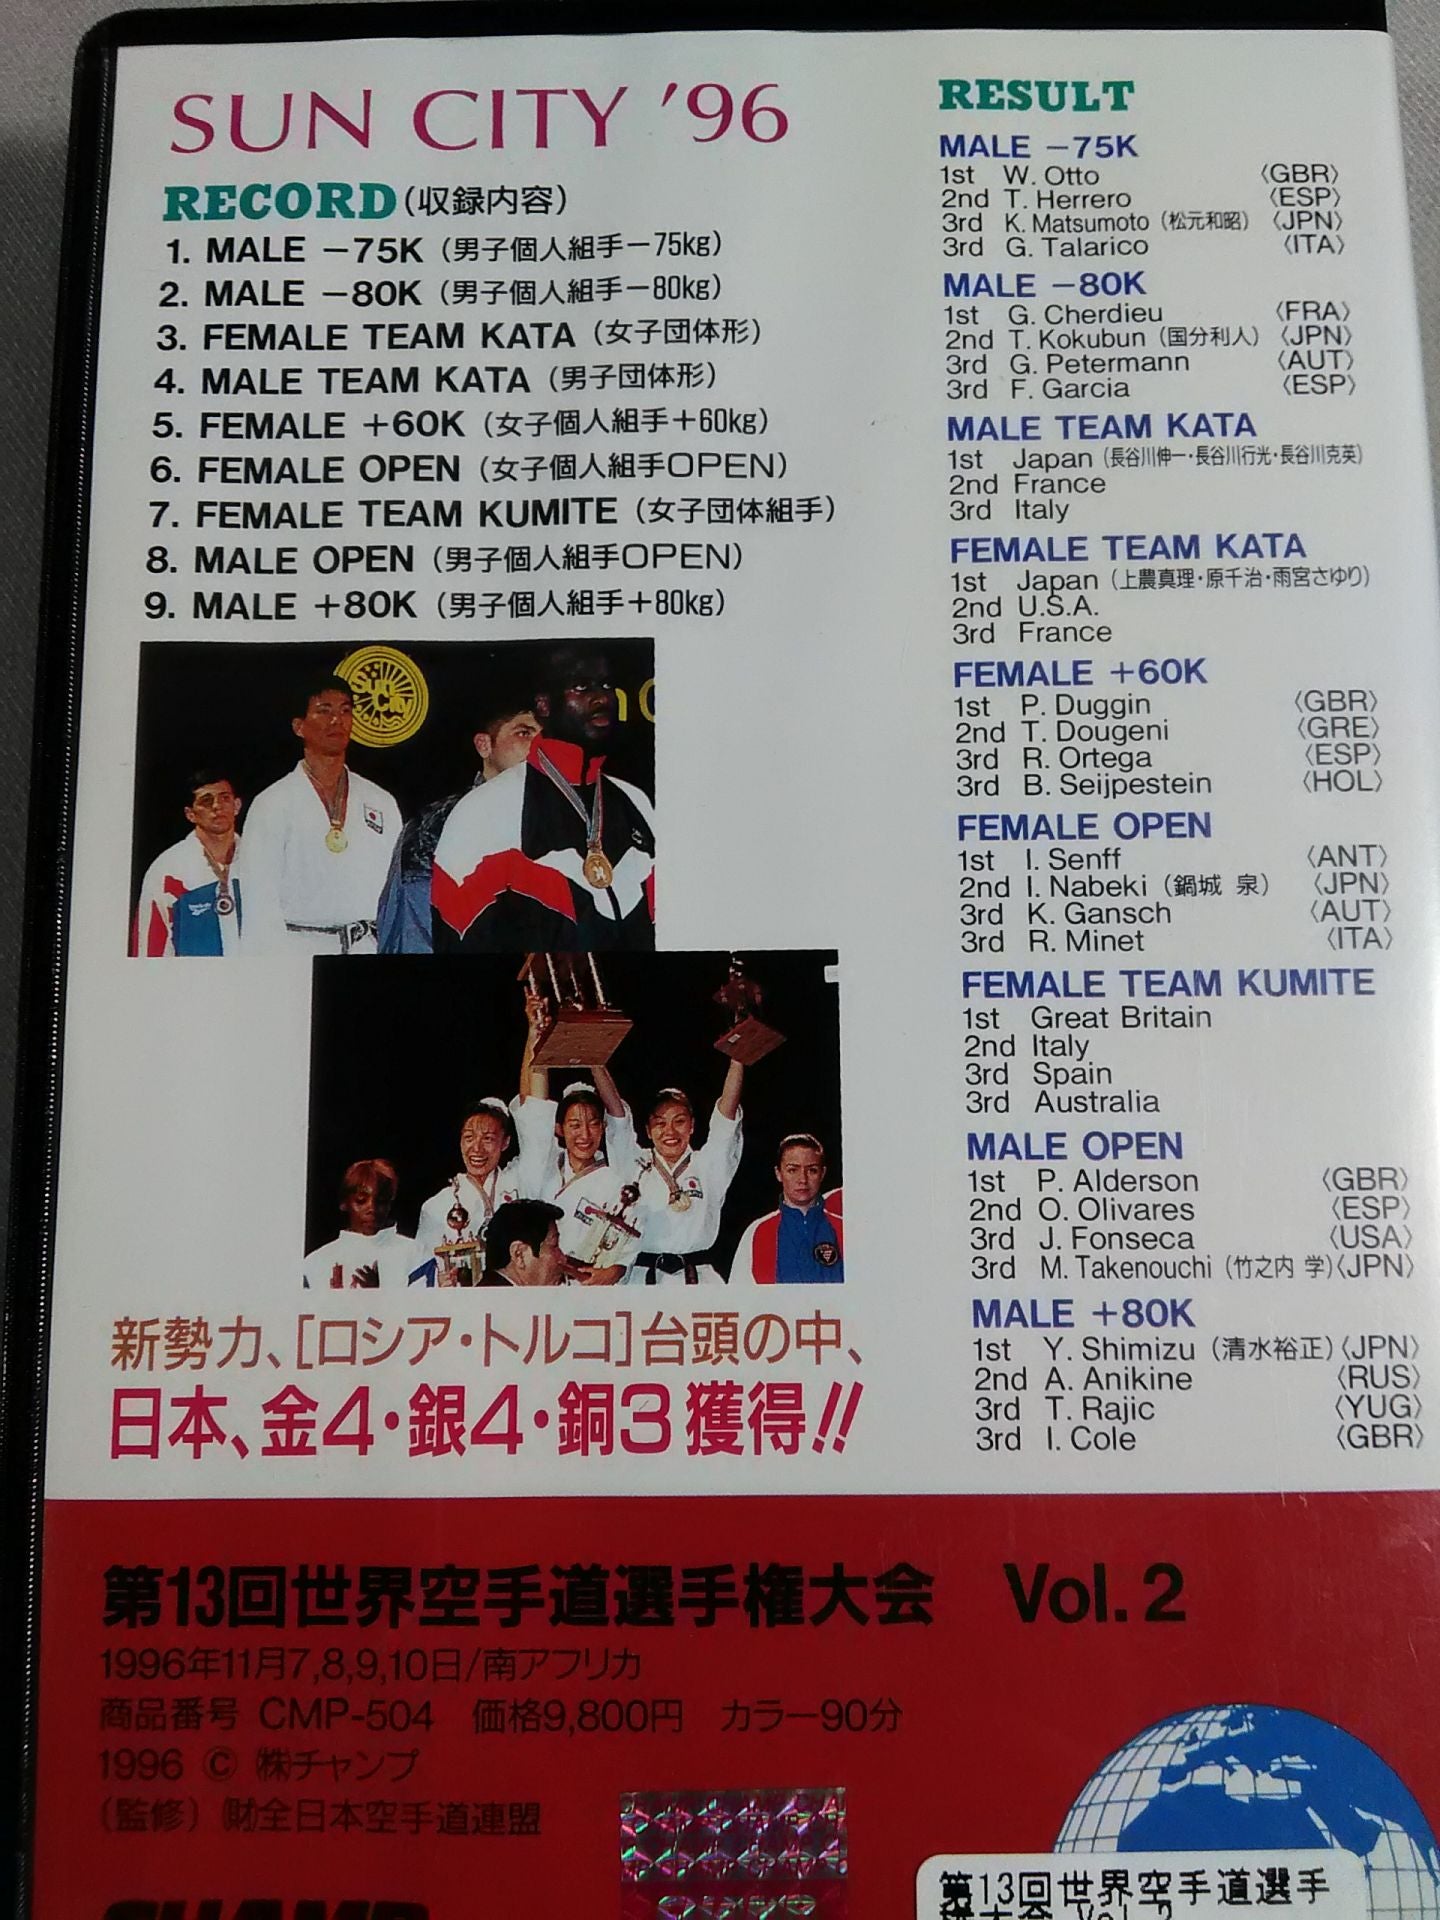 SUN CITY '96
RECORD(収録内容)
1. MALE −75K (男子個人組手−75kg)
2. MALE −80K (男子個人組手−80kg)
3. FEMALE TEAM KATA (女子団体形)
4. MALE TEAM KATA (男子団体形)
5. FEMALE +60K (女子個人組手+60kg)
6. FEMALE OPEN (女子個人組手OPEN)
7. FEMALE TEAM KUMITE (女子団体組手)
8. MALE OPEN (男子個人組手OPEN)
9. MALE +80K (男子個人組手+80kg)
Sun
City
新勢力、[ロシア・トルコ]台頭の中、
日本、金4・銀4・銅3獲得!!
RESULT
MALE −75K
1st W. Otto 〈GBR〉
2nd T. Herrero 〈ESP〉
3rd K. Matsumoto (松元和昭) 〈JPN〉
3rd G. Talarico 〈ITA〉
MALE −80K
1st G. Cherdieu 〈FRA〉
2nd T. Kokubun (国分利人) 〈JPN〉
3rd G. Petermann 〈AUT〉
3rd F. Garcia 〈ESP〉
MALE TEAM KATA
1st Japan (長谷川伸一・長谷川行光・長谷川克英)
2nd France
3rd Italy
FEMALE TEAM KATA
1st Japan (上農真理・原千治・雨宮さゆり)
2nd U.S.A.
3rd France
FEMALE +60K
1st P. Duggin 〈GBR〉
2nd T. Dougeni 〈GRE〉
3rd R. Ortega 〈ESP〉
3rd B. Seijpestein 〈HOL〉
FEMALE OPEN
1st I. Senff 〈ANT〉
2nd I. Nabeki (鍋城 泉) 〈JPN〉
3rd K. Gansch 〈AUT〉
3rd R. Minet 〈ITA〉
FEMALE TEAM KUMITE
1st Great Britain
2nd Italy
3rd Spain
3rd Australia
MALE OPEN
1st P. Alderson 〈GBR〉
2nd O. Olivares 〈ESP〉
3rd J. Fonseca 〈USA〉
3rd M. Takenouchi (竹之内 学)〈JPN〉
MALE +80K
1st Y. Shimizu (清水裕正)〈JPN〉
2nd A. Anikine 〈RUS〉
3rd T. Rajic 〈YUG〉
3rd I. Cole 〈GBR〉
第13回世界空手道選手権大会 Vol. 2
1996年11月7,8,9,10日/南アフリカ
商品番号 CMP-504 価格9,800円 カラー90分
1996 © ㈱チャンプ
(監修) ㈶全日本空手道連盟
CHAMP
第13回世界空手道選手
権大会 Vol.2